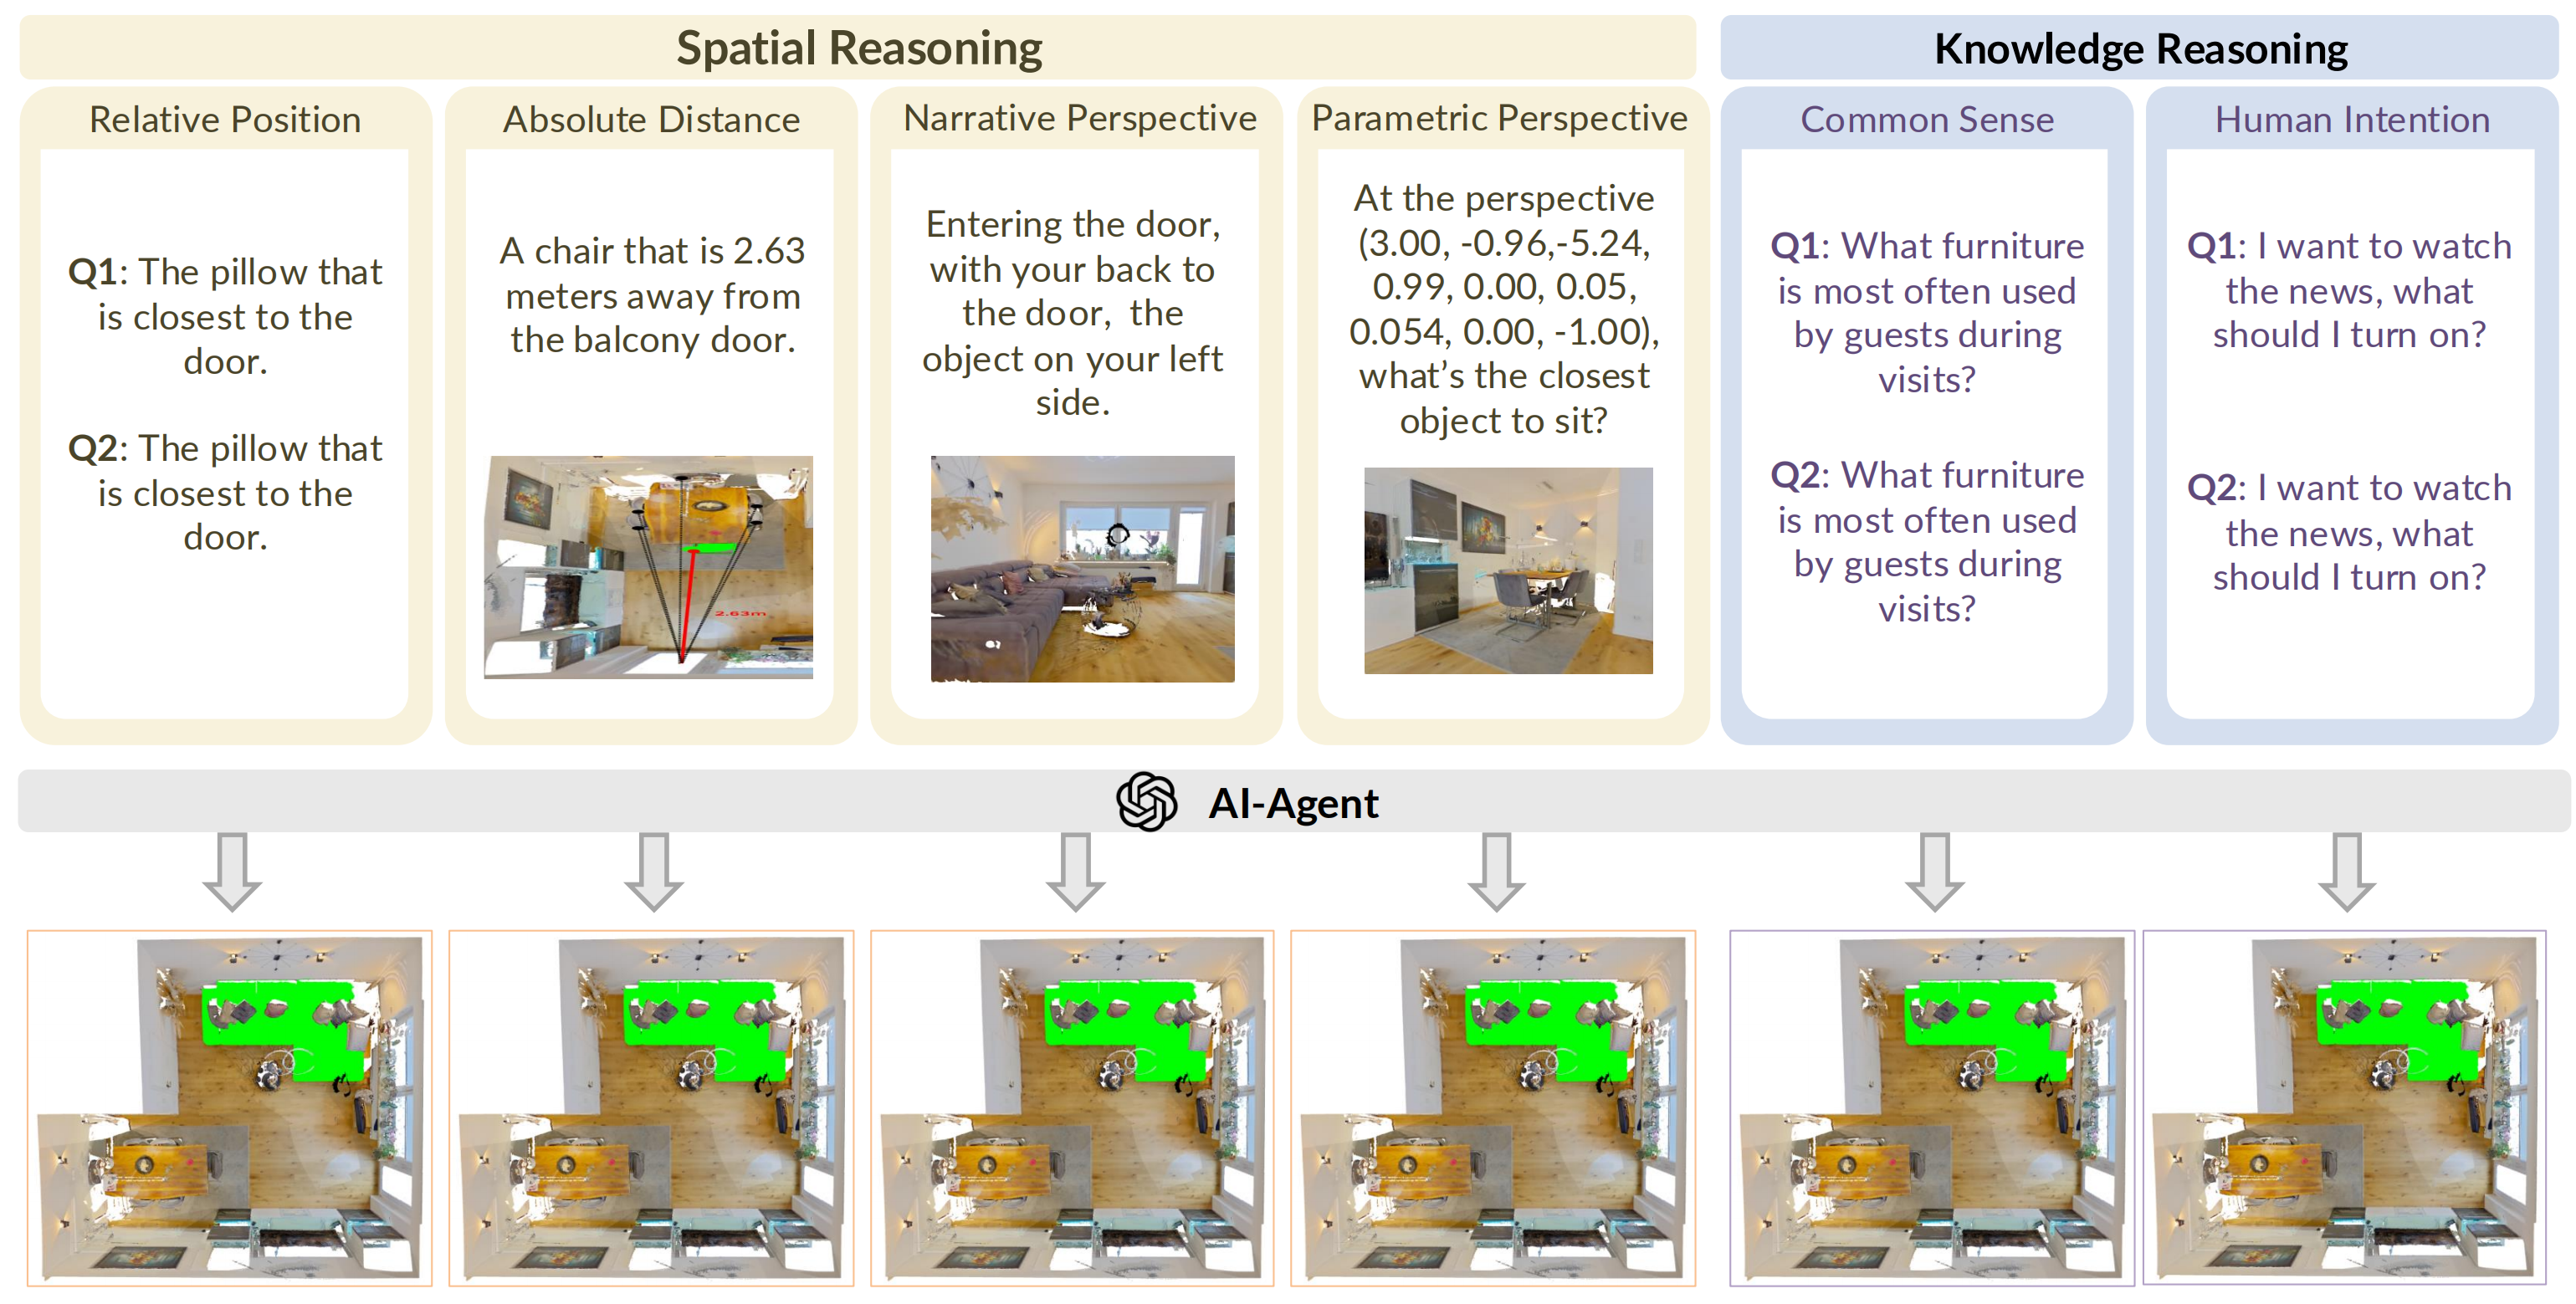 Spatial Reasoning
Knowledge Reasoning
Relative Position
Q1: The pillow that
is closest to the
door.
Q2: The pillow that
is closest to the
door.
Absolute Distance
A chair that is 2.63
meters away from
the balcony door.
2.63m
Narrative Perspective
Entering the door,
with your back to
the door, the
object on your left
side.
Parametric Perspective
At the perspective
(3.00, -0.96,-5.24,
0.99, 0.00, 0.05,
0.054, 0.00, -1.00),
what’s the closest
object to sit?
Common Sense
Q1: What furniture
is most often used
by guests during
visits?
Q2: What furniture
is most often used
by guests during
visits?
Human Intention
Q1: I want to watch
the news, what
should I turn on?
Q2: I want to watch
the news, what
should I turn on?
AI-Agent